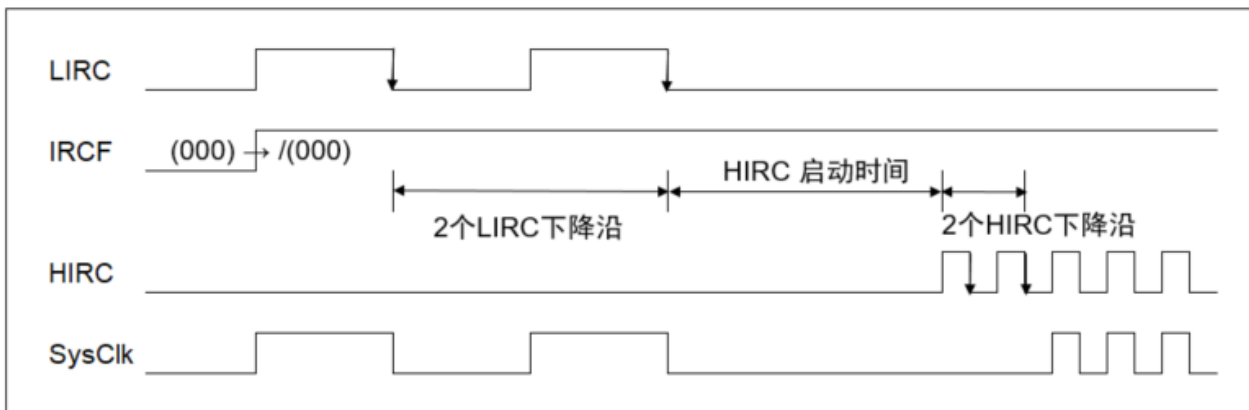 LIRC
IRCF
(000) → /(000)
HIRC 启动时间
2个LIRC下降沿
2个HIRC下降沿
HIRC
SysClk